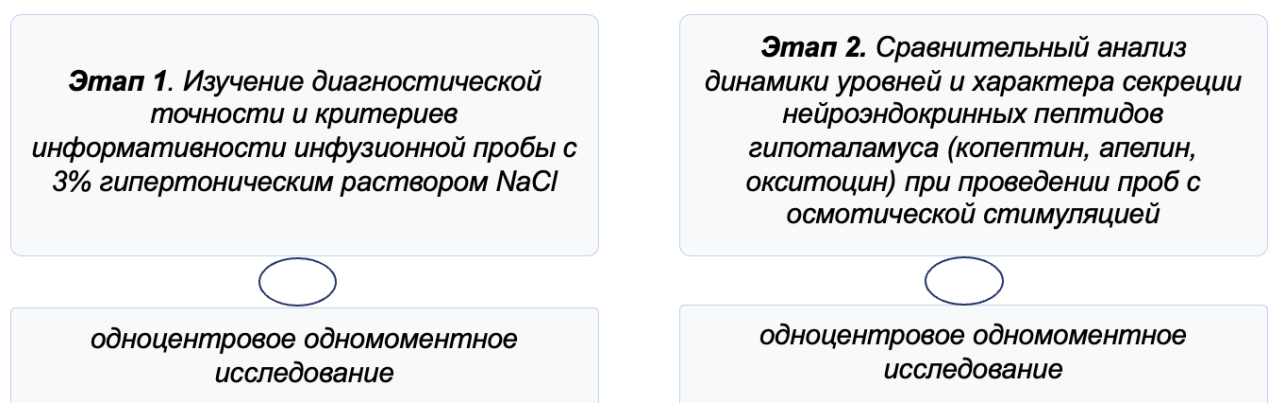 Этап 1. Изучение диагностической
точности и критериев
информативности инфузионной пробы с
3% гипертоническим раствором NaCl
одноцентровое одномоментное
исследование
Этап 2. Сравнительный анализ
динамики уровней и характера секреции
нейроэндокринных пептидов
гипоталамуса (копептин, апелин,
окситоцин) при проведении проб с
осмотической стимуляцией
одноцентровое одномоментное
исследование